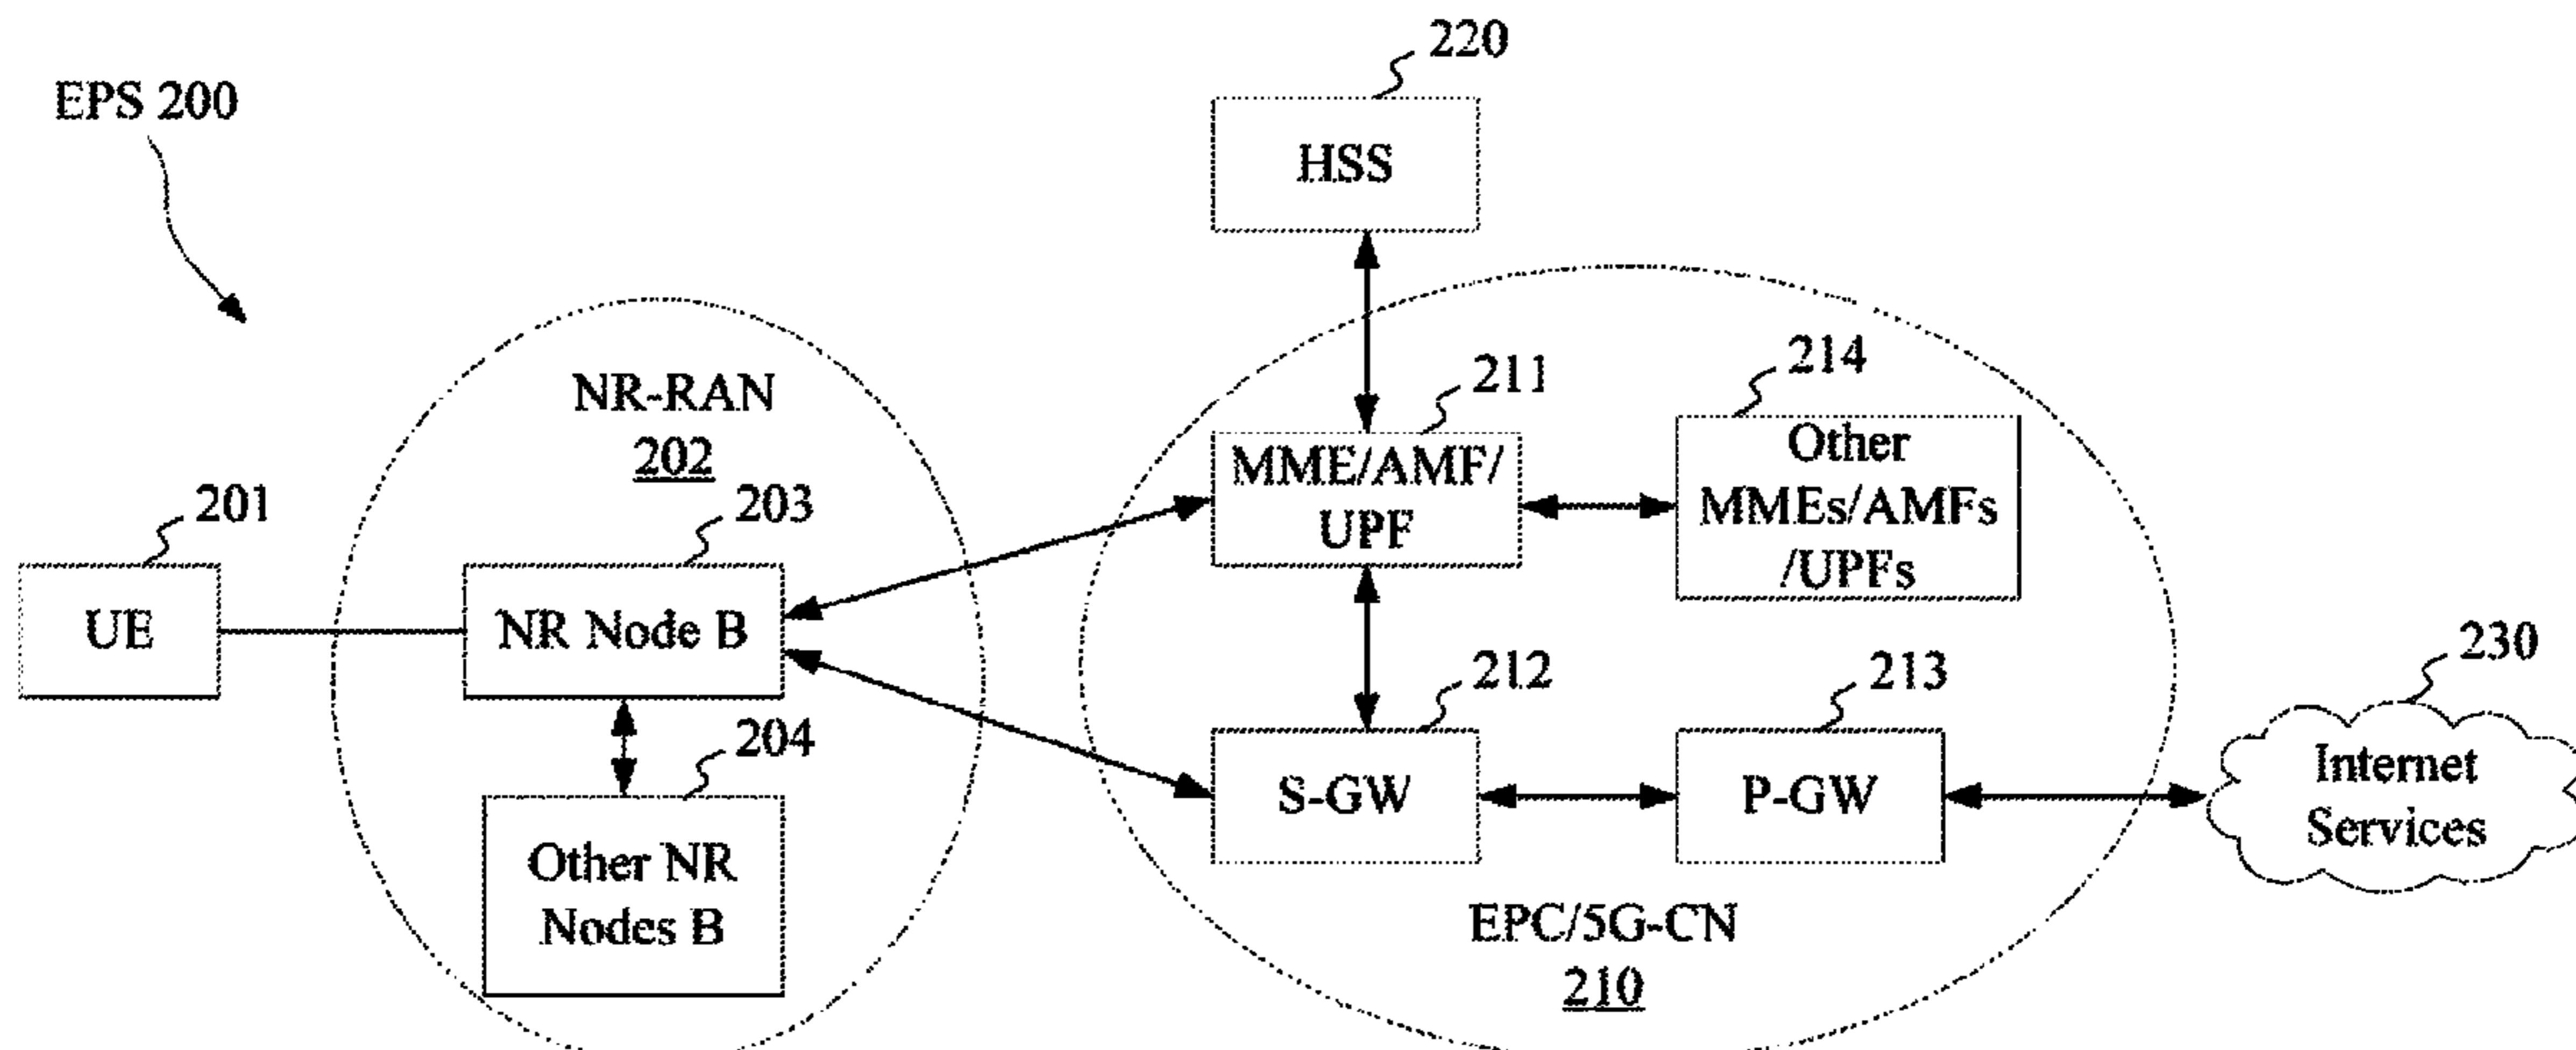 220
EPS 200
HSS
214
211
NR-RAN
202
MME/AMF/
UPF
Other
MMEs/AMFs
/UPFs
201
203
UE
NR Node B
230
212
213
204
Internet
Services
S-GW
P-GW
Other NR
Nodes B
EPC/5G-CN
210